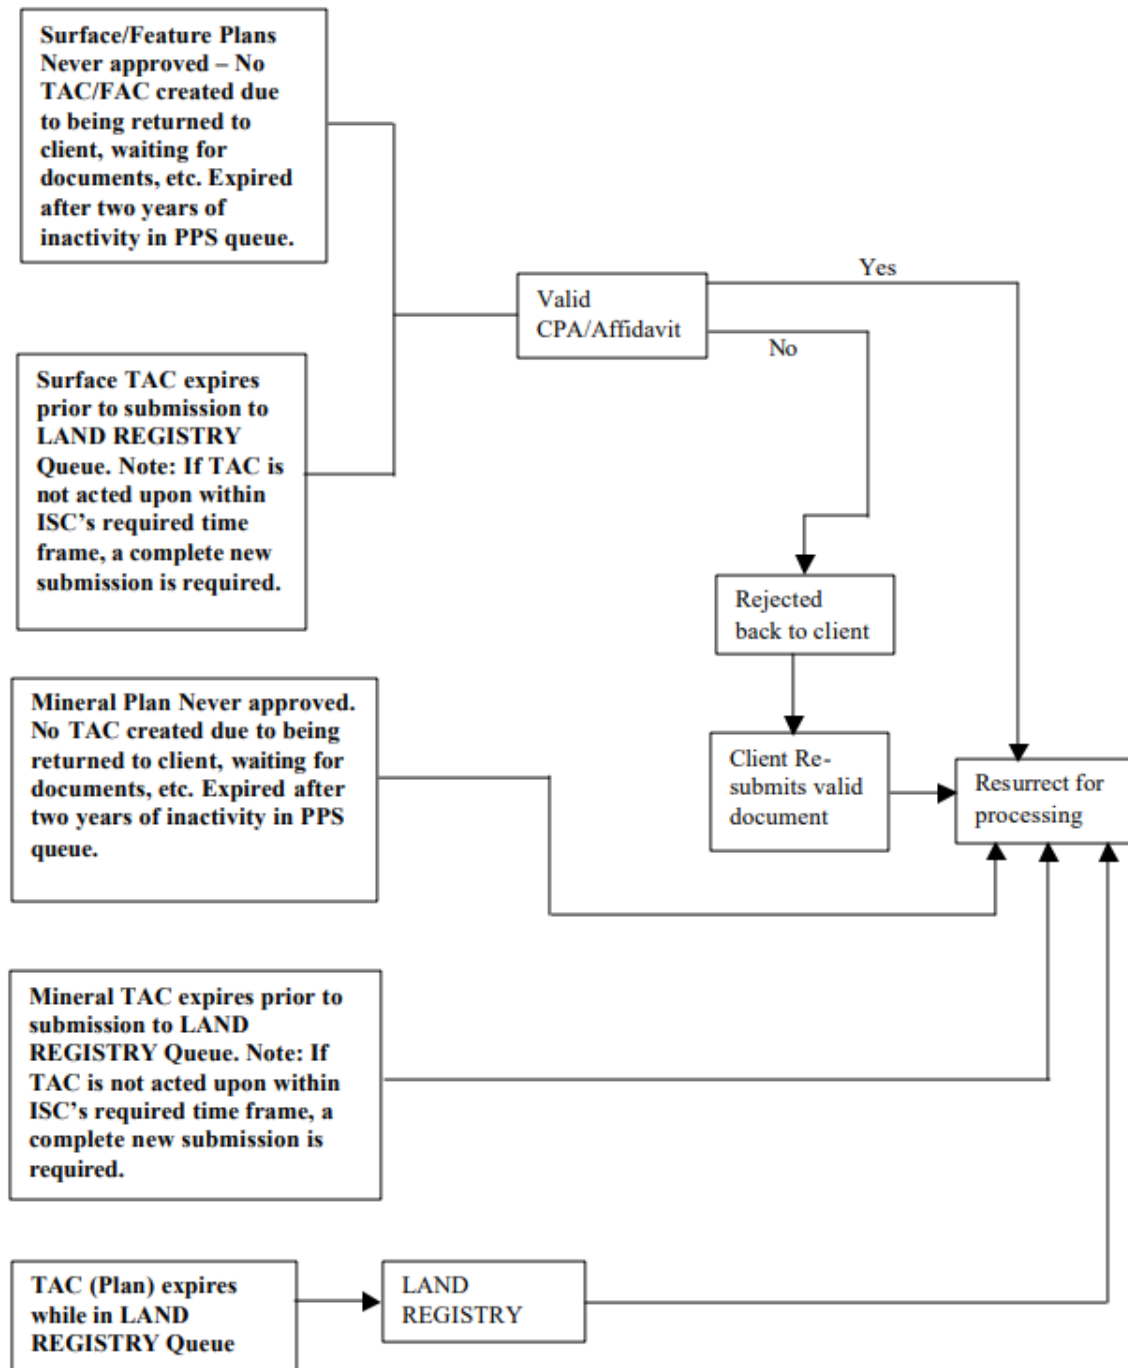 Surface/Feature Plans
Never approved – No
TAC/FAC created due
to being returned to
client, waiting for
documents, etc. Expired
after two years of
inactivity in PPS queue.
Yes
Valid
CPA/Affidavit
No
Surface TAC expires
prior to submission to
LAND REGISTRY
Queue. Note: If TAC is
not acted upon within
ISC’s required time
frame, a complete new
submission is required.
Rejected
back to client
Mineral Plan Never approved.
No TAC created due to being
returned to client, waiting for
documents, etc. Expired after
two years of inactivity in PPS
queue.
Client Re-
submits valid
document
Resurrect for
processing
Mineral TAC expires prior to
submission to LAND
REGISTRY Queue. Note: If
TAC is not acted upon within
ISC’s required time frame, a
complete new submission is
required.
TAC (Plan) expires
while in LAND
REGISTRY Queue
LAND
REGISTRY